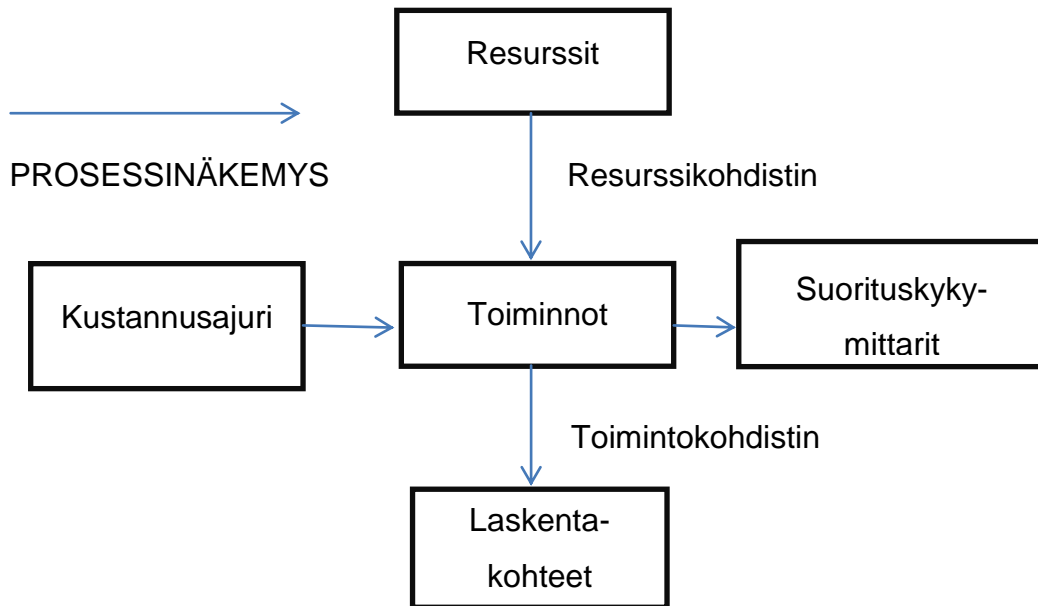 Resurssit
PROSESSINÄKEMYS
Resurssikohdistin
Kustannusajuri
Toiminnot
Suorituskyky-
mittarit
Toimintokohdistin
Laskenta-
kohteet